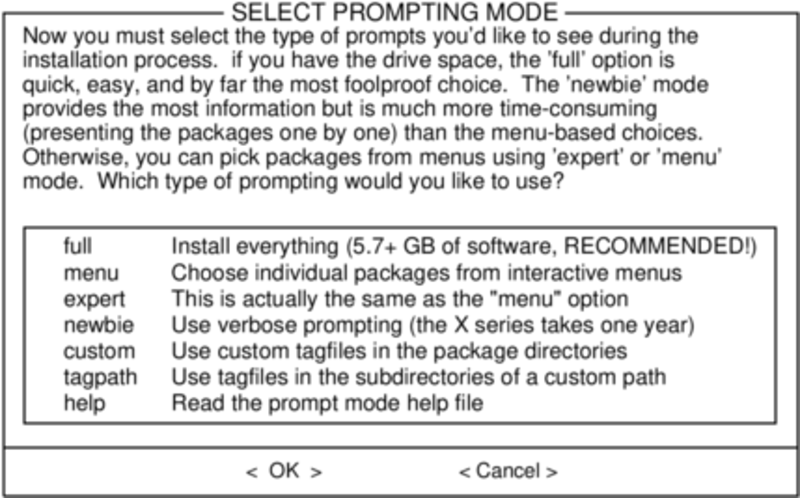 SELECT PROMPTING MODE
Now you must select the type of prompts you'd like to see during the
installation process.  if you have the drive space, the 'full' option is
quick, easy, and by far the most foolproof choice.  The 'newbie' mode
provides the most information but is much more time-consuming
(presenting the packages one by one) than the menu-based choices.
Otherwise, you can pick packages from menus using 'expert' or 'menu'
mode.  Which type of prompting would you like to use?
full Install everything (5.7+ GB of software, RECOMMENDED!)
menu Choose individual packages from interactive menus
expert This is actually the same as the "menu" option
newbie Use verbose prompting (the X series takes one year)
custom Use custom tagfiles in the package directories
tagpath Use tagfiles in the subdirectories of a custom path
help Read the prompt mode help file
< OK > < Cancel >